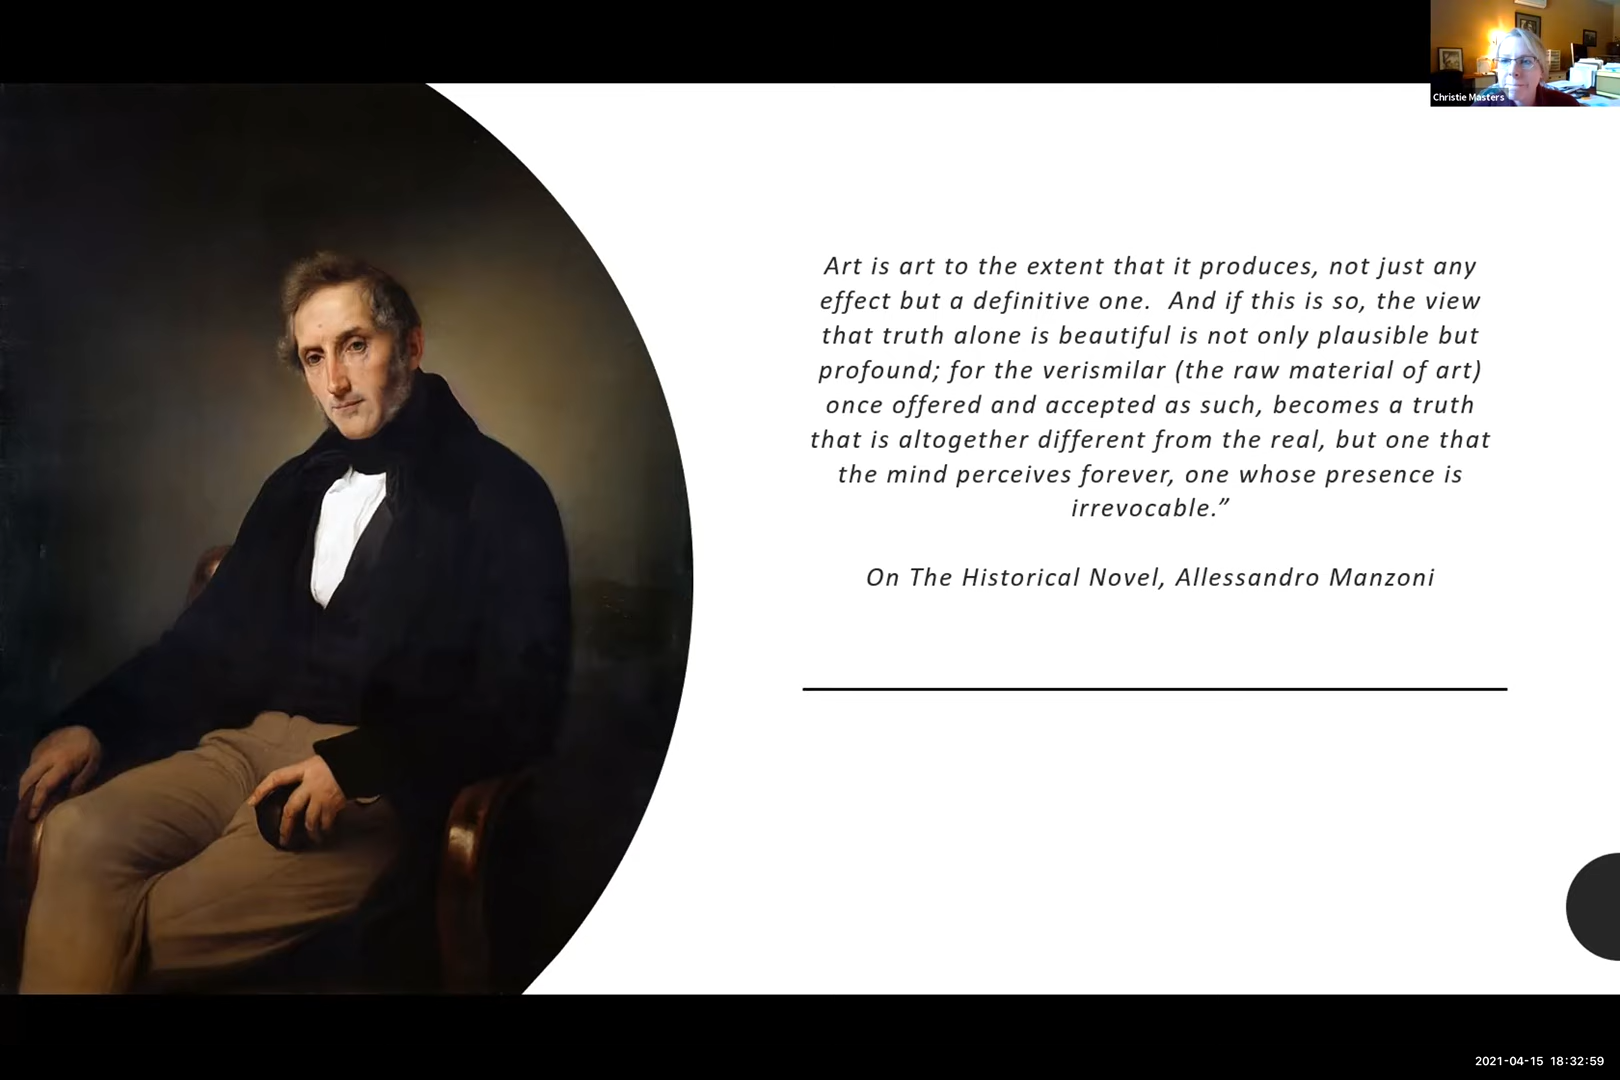 Christie Masters
Art is art to the extent that it produces, not just any
effect but a definitive one.  And if this is so, the view
that truth alone is beautiful is not only plausible but
profound; for the verismilar (the raw material of art)
once offered and accepted as such, becomes a truth
that is altogether different from the real, but one that
the mind perceives forever, one whose presence is
irrevocable.”
On The Historical Novel, Allessandro Manzoni
2021-04-15 18:32:59